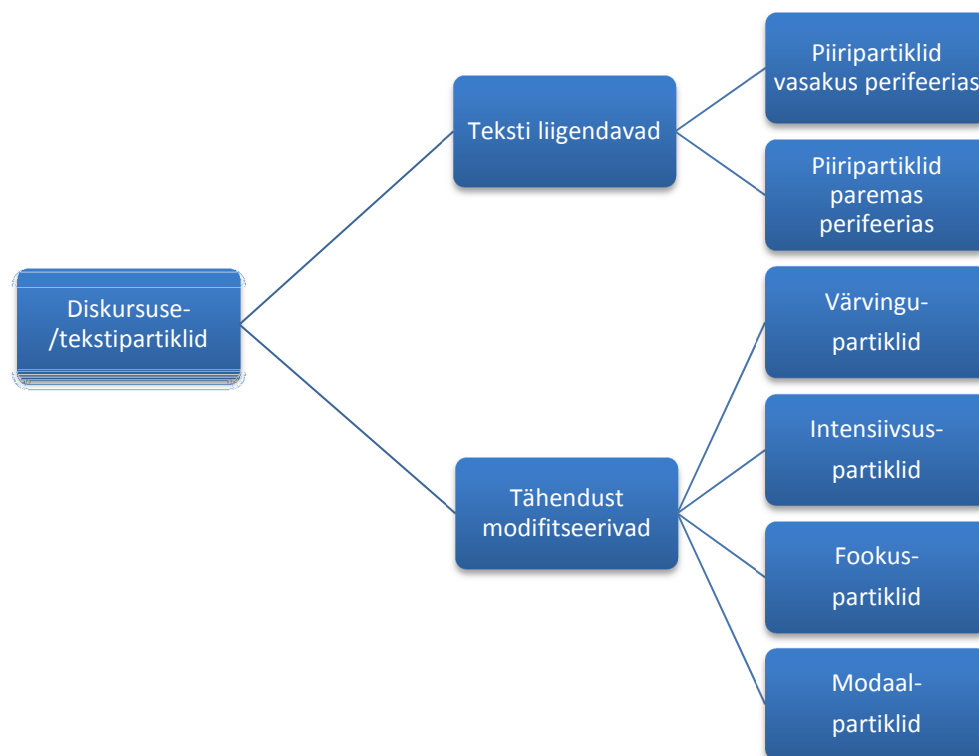 Diskursuse-
/tekstipartiklid
Teksti liigendavad
Piiripartiklid
vasakus perifeerias
Piiripartiklid
paremas
perifeerias
Tähendust
modifitseerivad
Värvingu-
partiklid
Intensiivsus-
partiklid
Fookus-
partiklid
Modaal-
partiklid